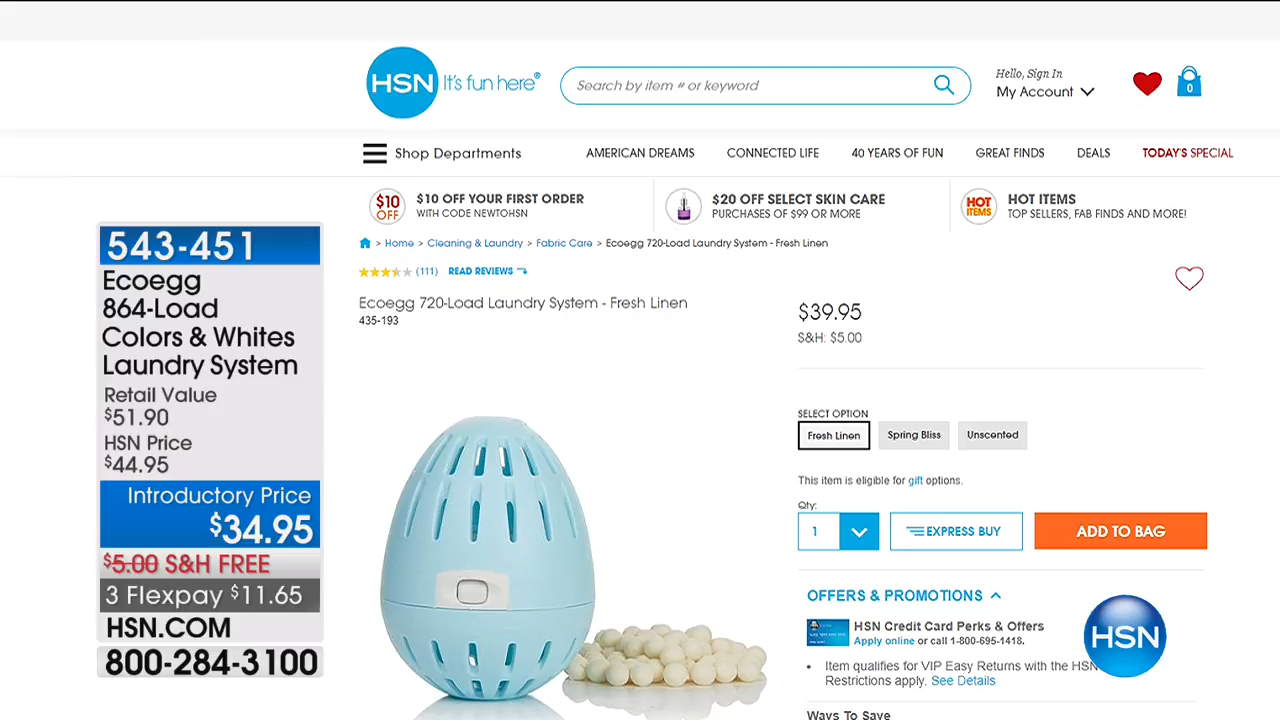 HSN It's fun here®
Search by item # or keyword
Hello, Sign In
My Account
0
Shop Departments
AMERICAN DREAMS
CONNECTED LIFE
40 YEARS OF FUN
GREAT FINDS
DEALS
TODAY'S SPECIAL
$10 OFF
$10 OFF YOUR FIRST ORDER
WITH CODE NEWTOHSN
$20 OFF SELECT SKIN CARE
PURCHASES OF $99 OR MORE
HOT ITEMS
HOT ITEMS
TOP SELLERS, FAB FINDS AND MORE!
> Home > Cleaning & Laundry > Fabric Care > Ecoegg 720-Load Laundry System - Fresh Linen
(111) READ REVIEWS
Ecoegg 720-Load Laundry System - Fresh Linen
435-193
$39.95
S&H: $5.00
SELECT OPTION
Fresh Linen
Spring Bliss
Unscented
This item is eligible for gift options.
Qty:
1
EXPRESS BUY
ADD TO BAG
OFFERS & PROMOTIONS
HSN Credit Card Perks & Offers
Apply online or call 1-800-695-1418.
• Item qualifies for VIP Easy Returns with the HSN
Restrictions apply. See Details
Ways To Save
543-451
Ecoegg
864-Load
Colors & Whites
Laundry System
Retail Value
$51.90
HSN Price
$44.95
Introductory Price
$34.95
$5.00 S&H FREE
3 Flexpay $11.65
HSN.COM
800-284-3100
HSN